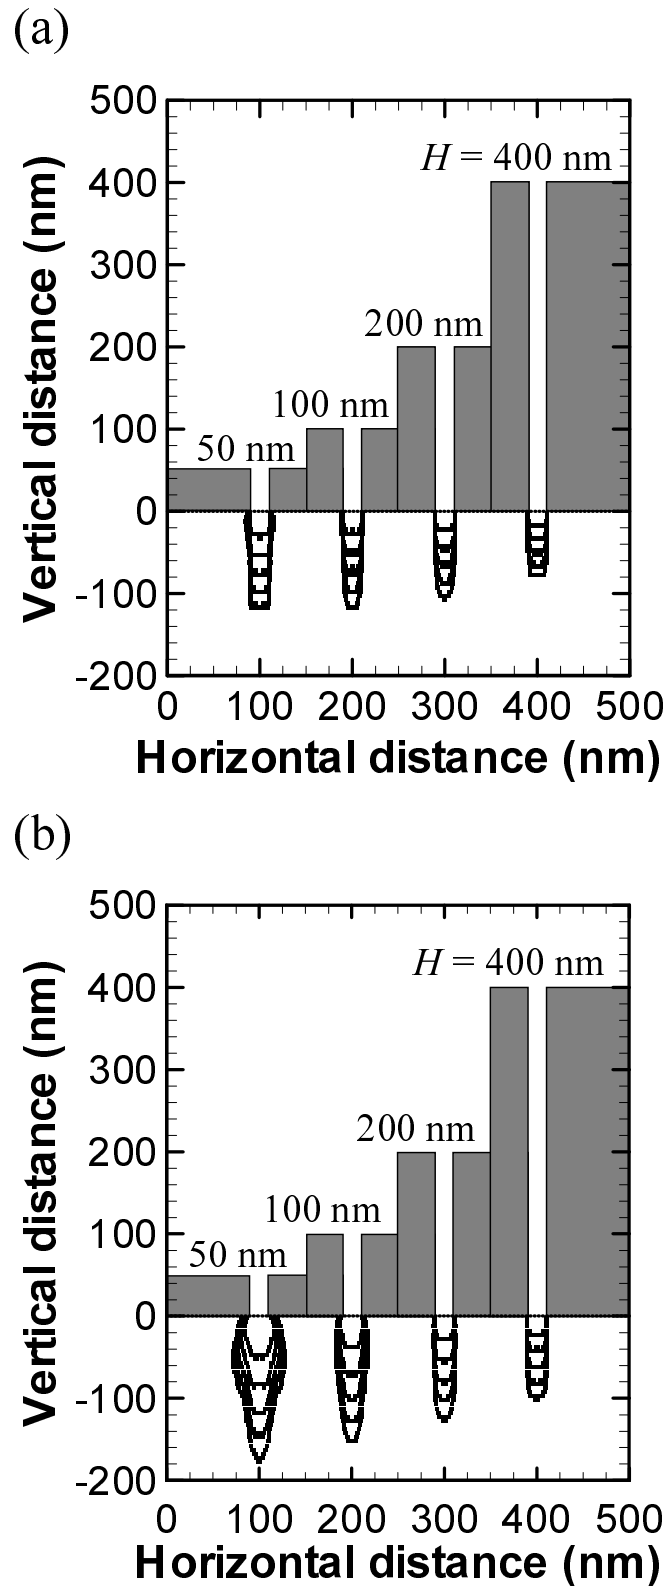 (a)
500
H = 400 nm
400
300
200 nm
200
100 nm
100
50 nm
0
-100
-200
0 100 200 300 400 500
Vertical distance (nm)
Horizontal distance (nm)
(b)
500
H = 400 nm
400
300
200 nm
200
100 nm
100
50 nm
0
-100
-200
0 100 200 300 400 500
Vertical distance (nm)
Horizontal distance (nm)